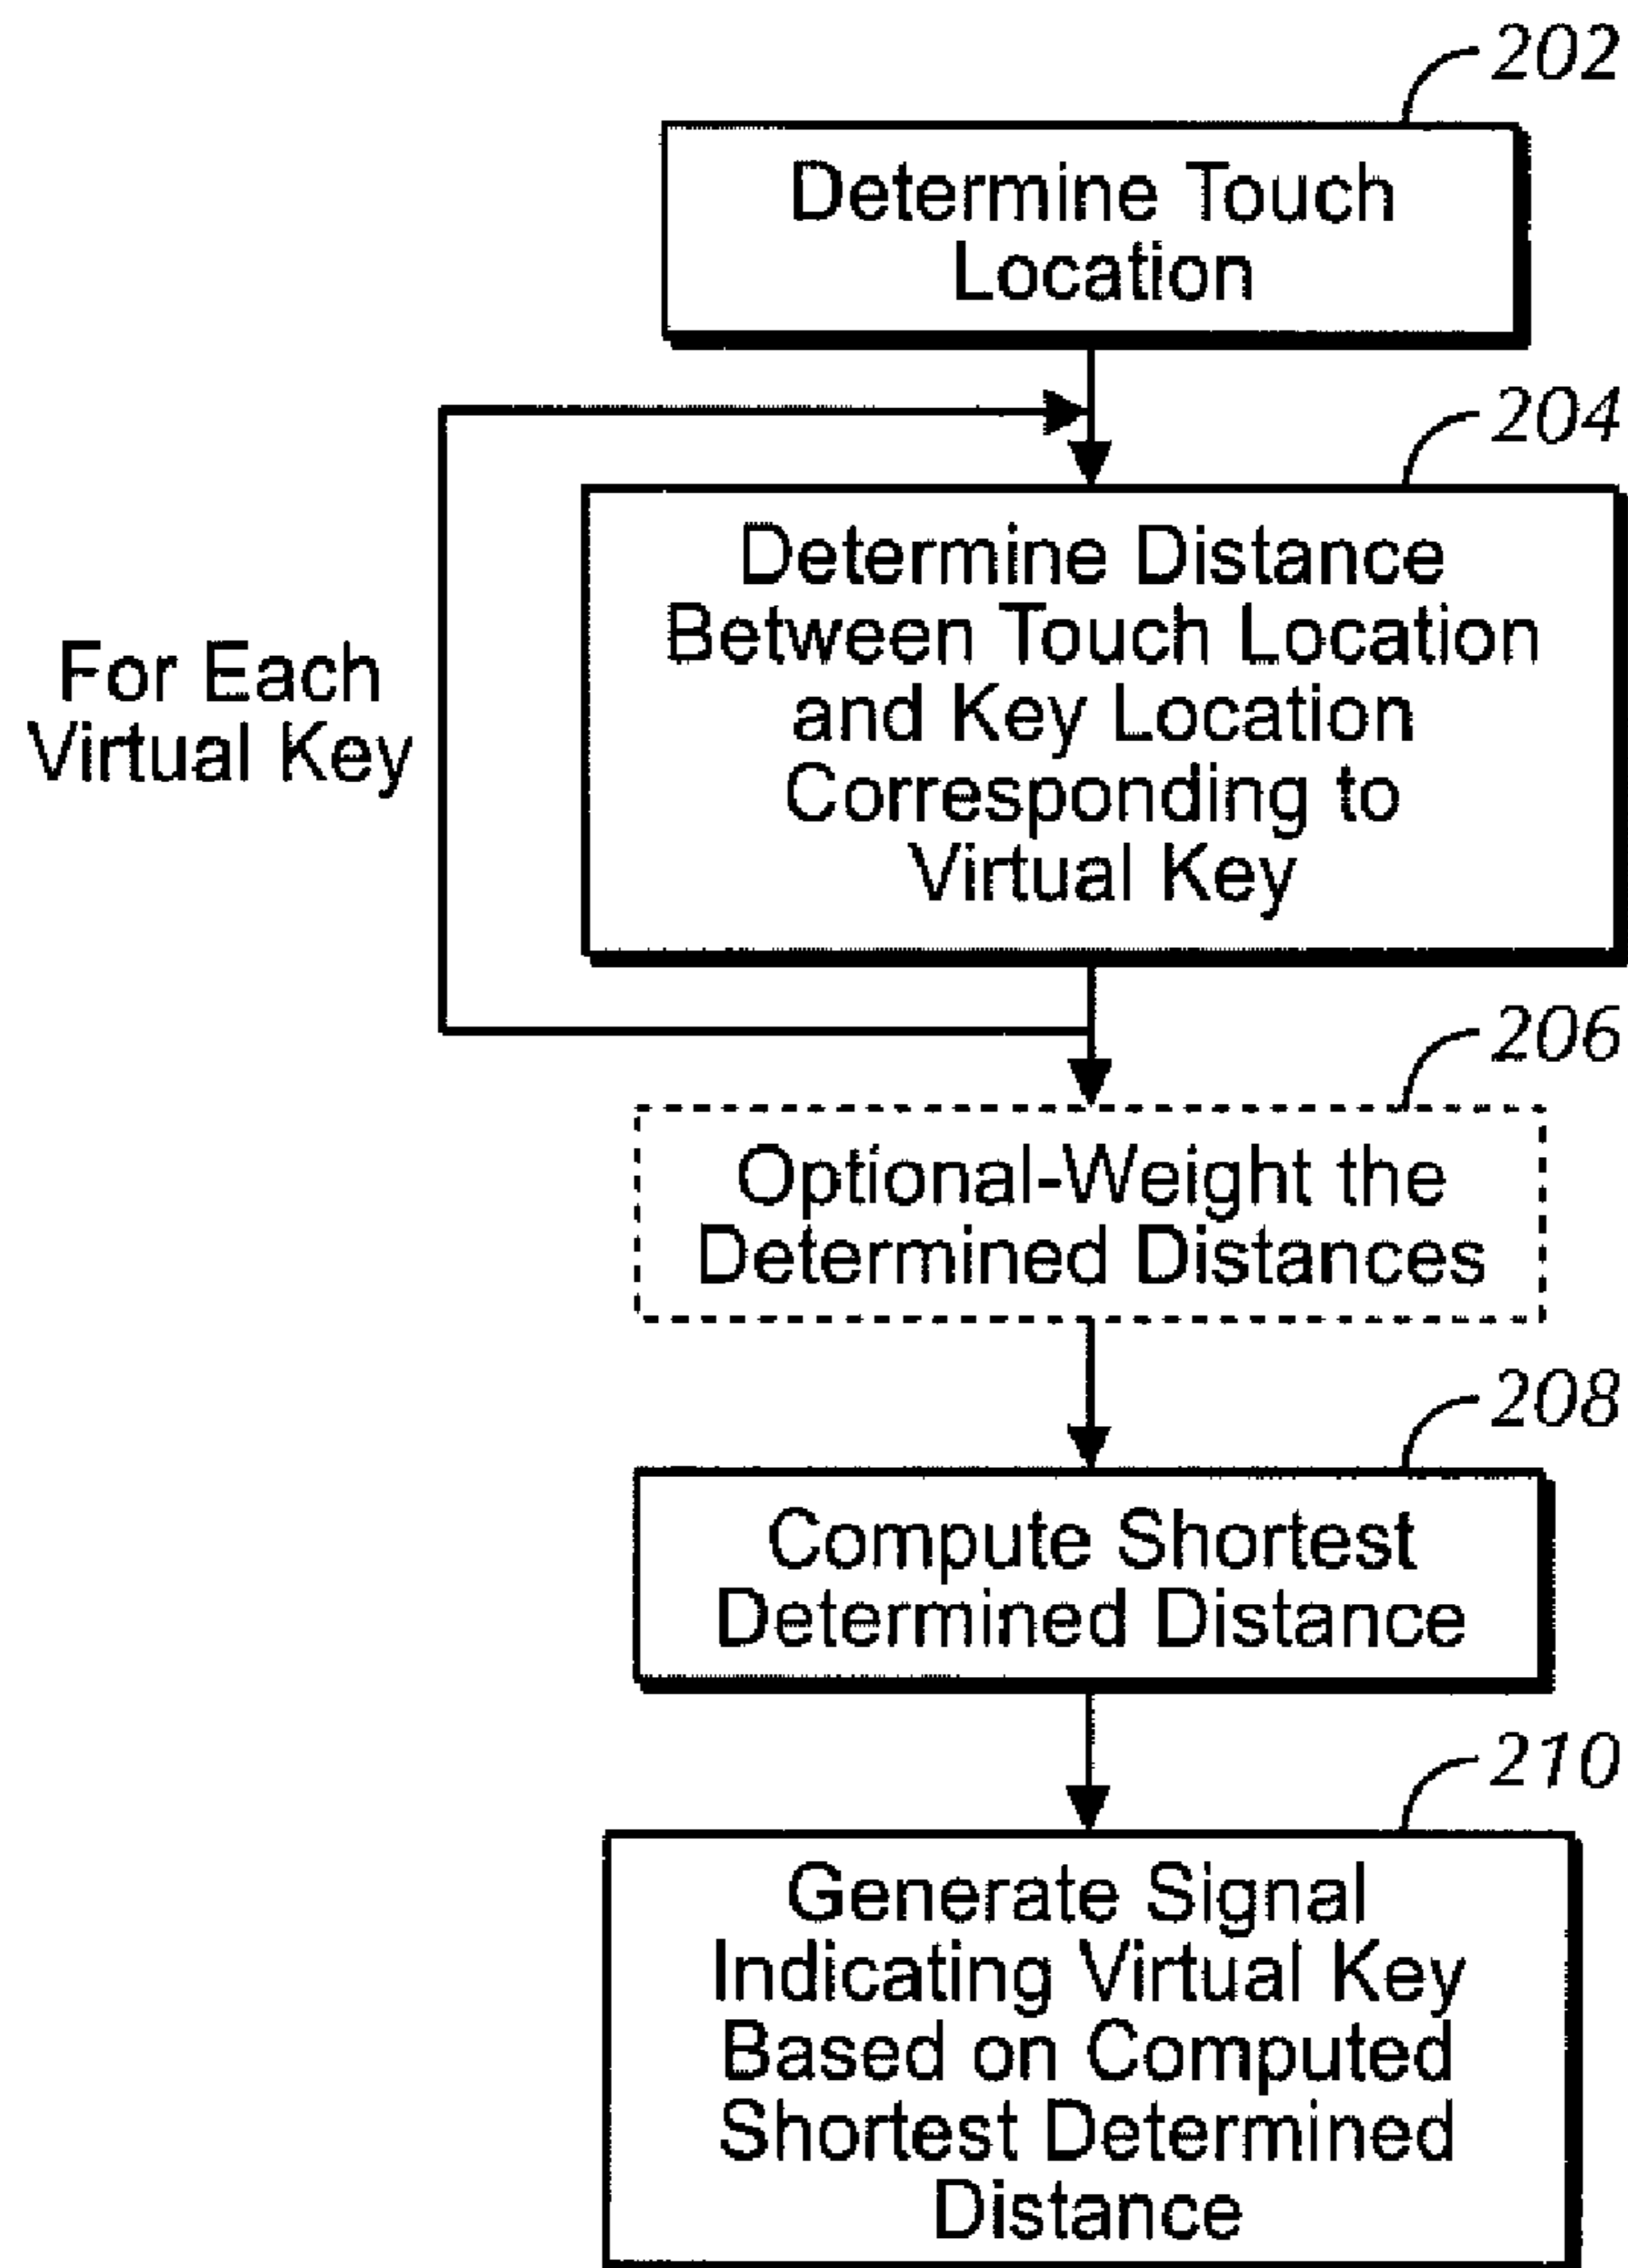 202
Determine Touch
Location
204
Determine Distance
Between Touch Location
and Key Location
Corresponding to
Virtual Key
For Each
Virtual Key
206
Optional-Weight the
Determined Distances
208
Compute Shortest
Determined Distance
210
Generate Signal
Indicating Virtual Key
Based on Computed
Shortest Determined
Distance